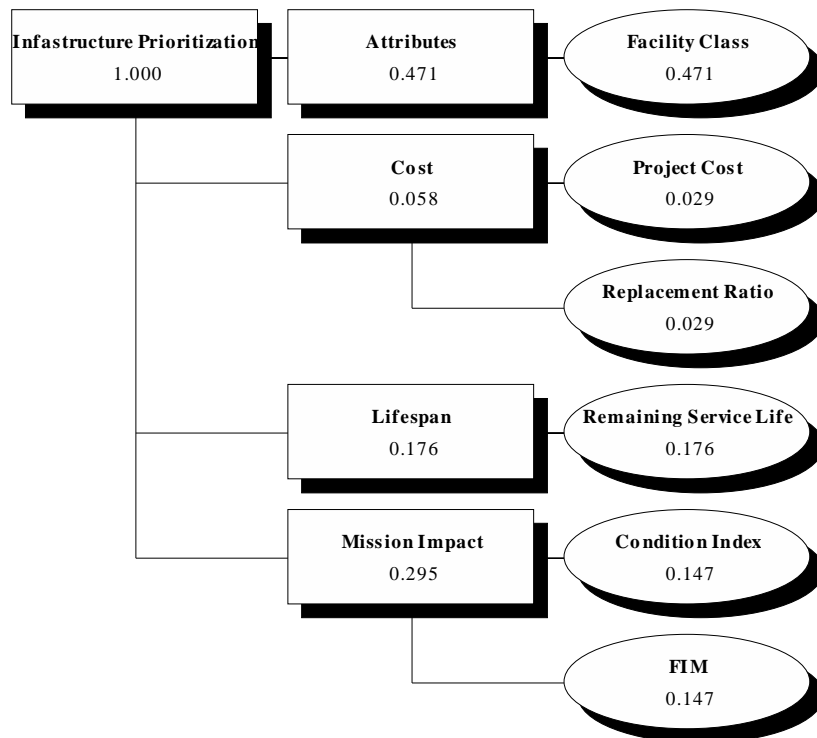 Infastructure Prioritization
1.000
Attributes
0.471
Facility Class
0.471
Cost
0.058
Project Cost
0.029
Replacement Ratio
0.029
Lifespan
0.176
Remaining Service Life
0.176
Mission Impact
0.295
Condition Index
0.147
FIM
0.147